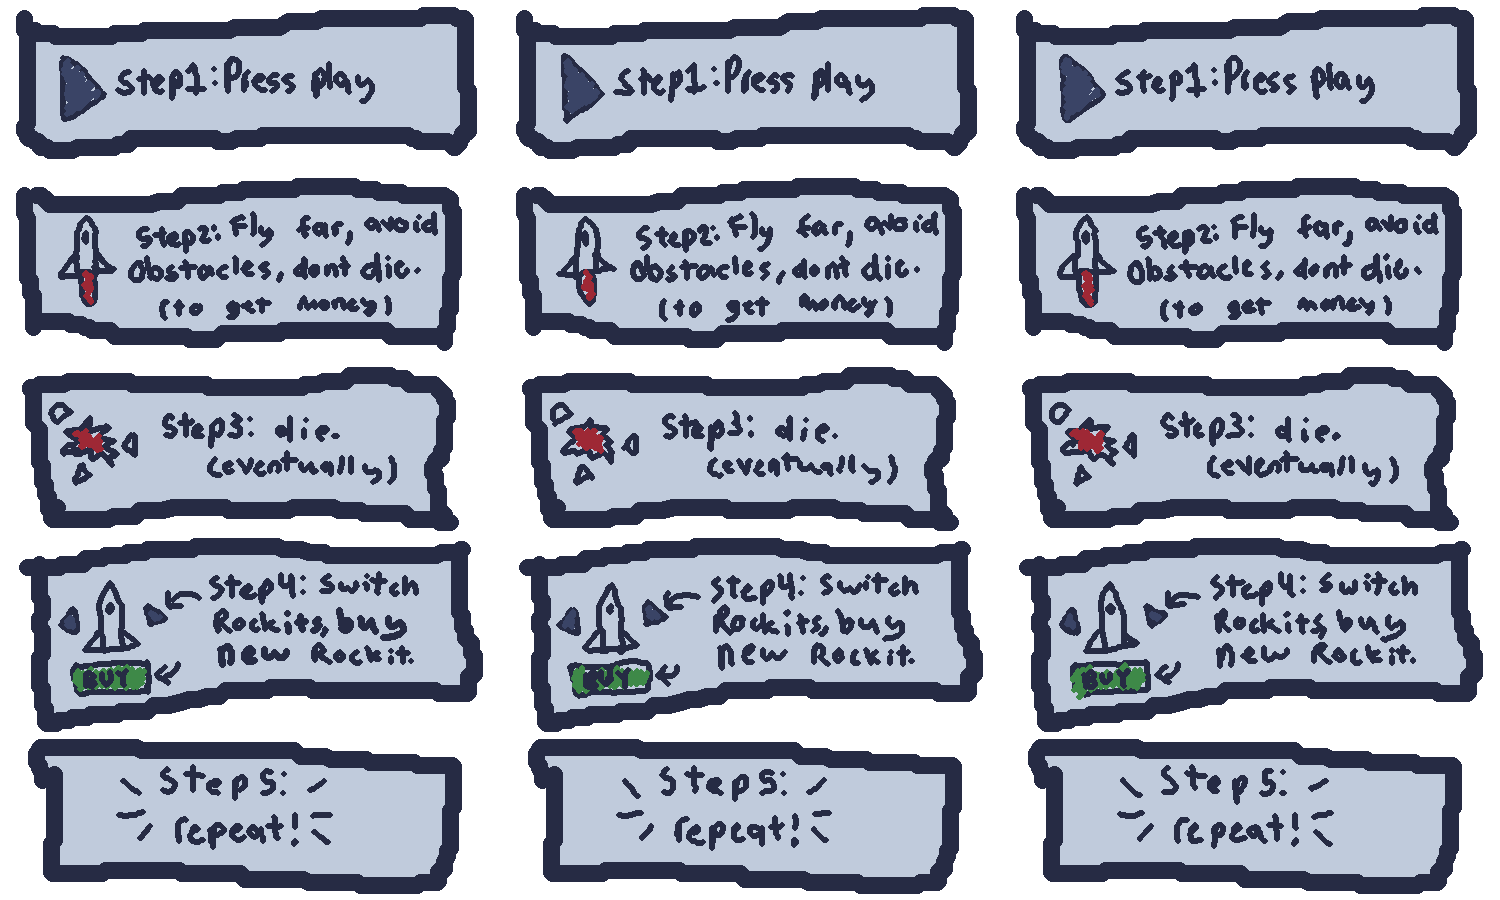 Step1: Press play
Step2: Fly far, avoid
Obstacles, dont die.
(to get money)
Step3: die.
(eventually)
Step4: Switch
Rockits, buy
new Rockit.
BUY
Step5:
repeat!
Step1: Press play
Step2: Fly far, avoid
Obstacles, dont die.
(to get money)
Step3: die.
(eventually)
Step4: Switch
Rockits, buy
new Rockit.
BUY
Step5:
repeat!
Step1: Press play
Step2: Fly far, avoid
Obstacles, dont die.
(to get money)
Step3: die.
(eventually)
Step4: Switch
Rockits, buy
new Rockit.
BUY
Step5:
repeat!